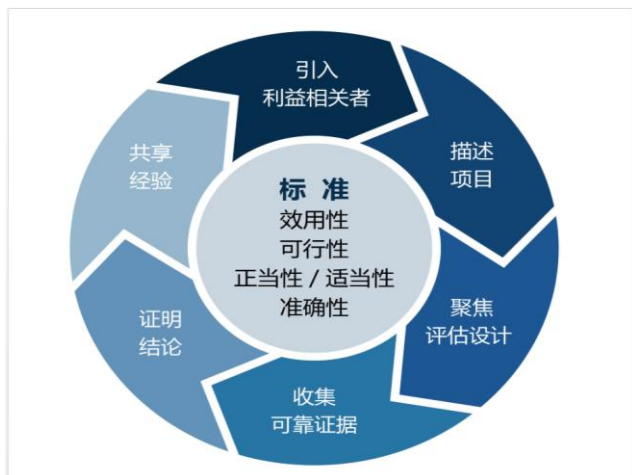 引入
利益相关者
描述
项目
聚焦
评估设计
收集
可靠证据
证明
结论
共享
经验
标 准
效用性
可行性
正当性 / 适当性
准确性